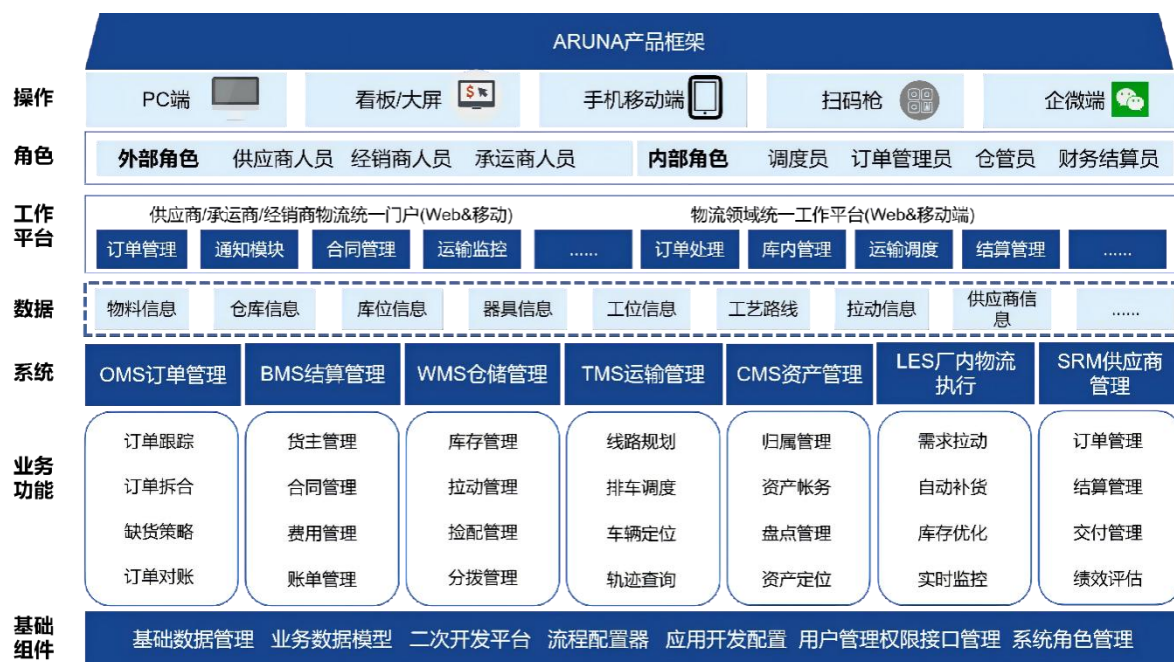 ARUNA产品框架
操作
PC端
看板/大屏
手机移动端
扫码枪
企微端
角色
外部角色 供应商人员 经销商人员 承运商人员
内部角色 调度员 订单管理员 仓管员 财务结算员
工作
平台
供应商/承运商/经销商物流统一门户(Web&移动)
物流领域统一工作平台(Web&移动端)
订单管理 通知模块 合同管理 运输监控 ......
订单处理 库内管理 运输调度 结算管理 ......
数据
物料信息 仓库信息 库位信息 器具信息 工位信息 工艺路线 拉动信息 供应商信
息
......
系统
OMS订单管理 BMS结算管理 WMS仓储管理 TMS运输管理 CMS资产管理
LES厂内物流
执行
SRM供应商
管理
业务
功能
订单跟踪
订单拆合
缺货策略
订单对账
货主管理
合同管理
费用管理
账单管理
库存管理
拉动管理
捡配管理
分拨管理
线路规划
排车调度
车辆定位
轨迹查询
归属管理
资产帐务
盘点管理
资产定位
需求拉动
自动补货
库存优化
实时监控
订单管理
结算管理
交付管理
绩效评估
基础
组件
基础数据管理 业务数据模型 二次开发平台 流程配置器 应用开发配置 用户管理权限接口管理 系统角色管理